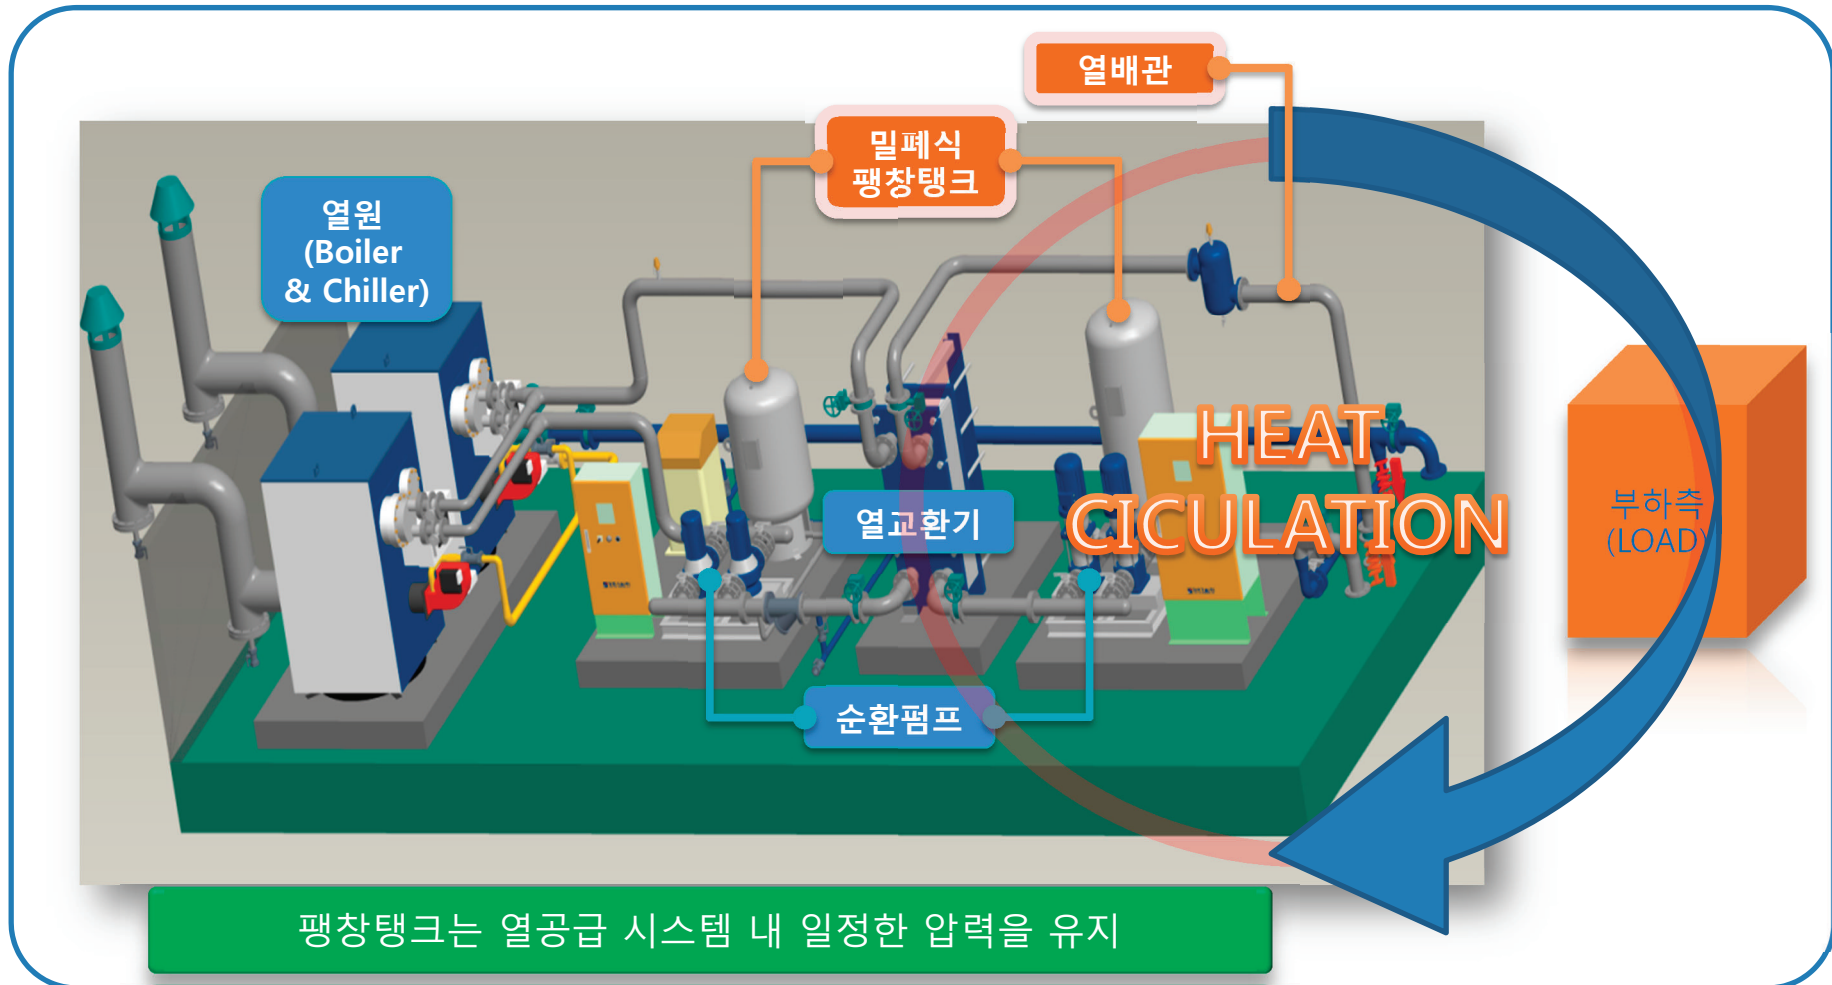 열배관
밀폐식
팽창탱크
열원
(Boiler
& Chiller)
HEAT
CICULATION
열교환기
부하측
(LOAD)
순환펌프
팽창탱크는 열공급 시스템 내 일정한 압력을 유지